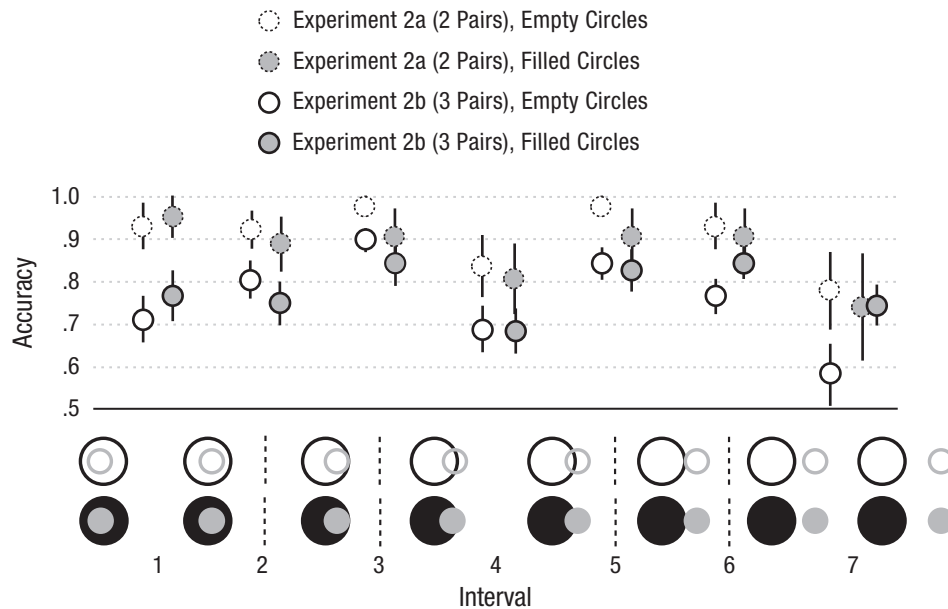 Experiment 2a (2 Pairs), Empty Circles
Experiment 2a (2 Pairs), Filled Circles
Experiment 2b (3 Pairs), Empty Circles
Experiment 2b (3 Pairs), Filled Circles
1.0
.9
.8
.7
.6
.5
Accuracy
1 2 3 4 5 6 7
Interval